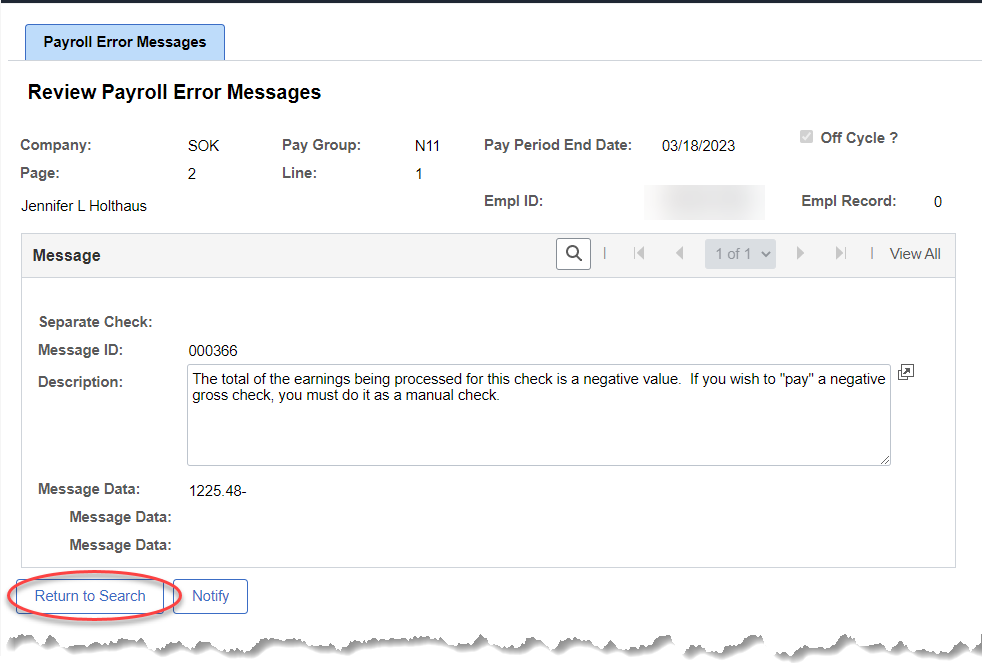 Payroll Error Messages
Review Payroll Error Messages
Company: SOK Pay Group: N11 Pay Period End Date: 03/18/2023 Off Cycle ?
Page: 2 Line: 1
Jennifer L Holthaus Empl ID: Empl Record: 0
Message 1 of 1 View All
Separate Check:
Message ID: 000366
Description: The total of the earnings being processed for this check is a negative value.  If you wish to "pay" a negative
gross check, you must do it as a manual check.
Message Data: 1225.48-
Message Data:
Message Data:
Return to Search Notify